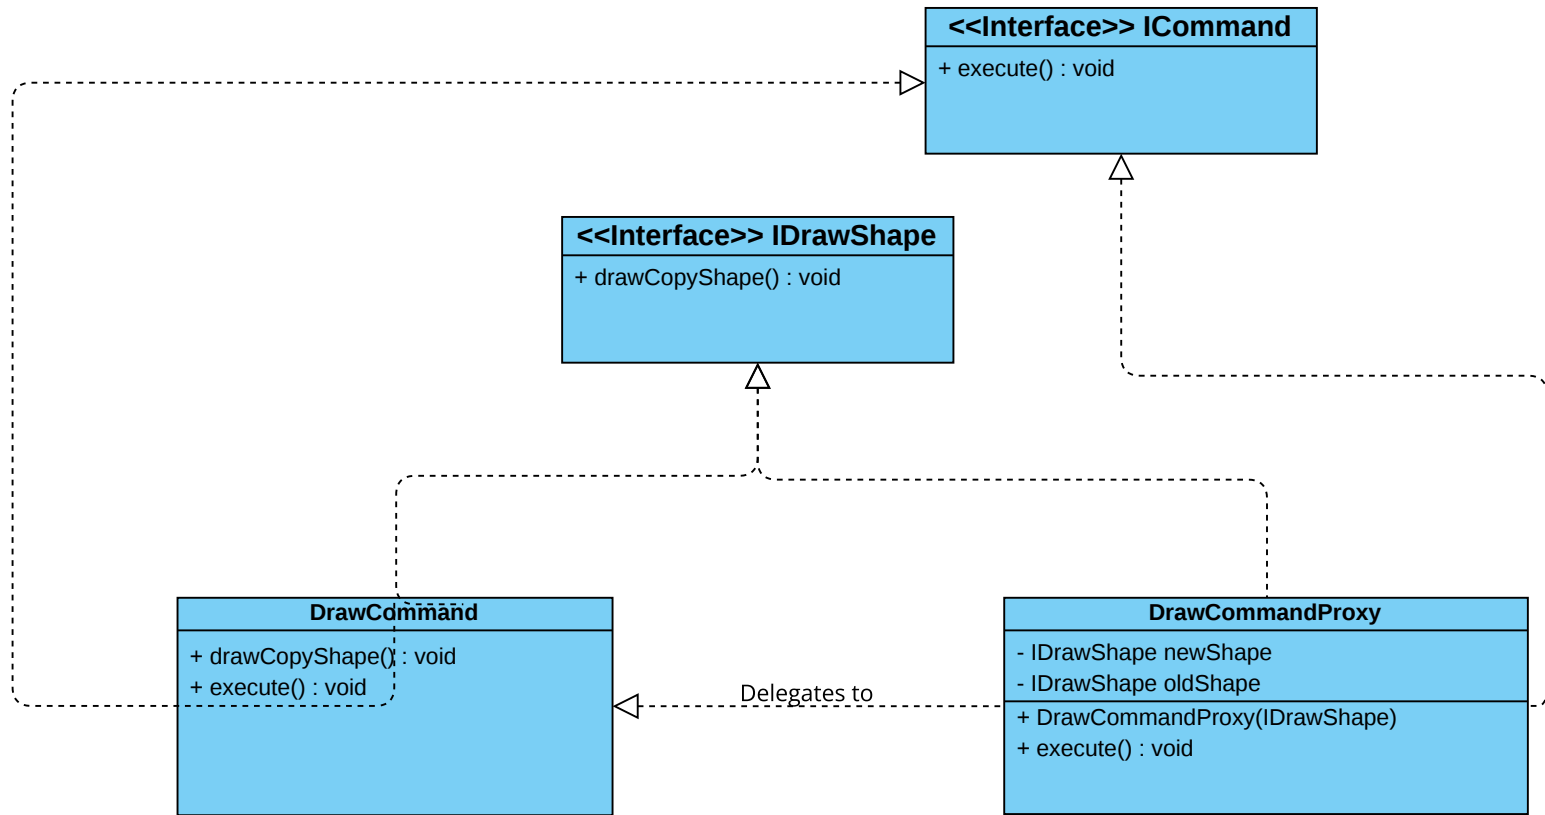 <<Interface>> ICommand
+ execute() : void
<<Interface>> IDrawShape
+ drawCopyShape() : void
DrawCommand
+ drawCopyShape() : void
+ execute() : void
Delegates to
DrawCommandProxy
- IDrawShape newShape
- IDrawShape oldShape
+ DrawCommandProxy(IDrawShape)
+ execute() : void